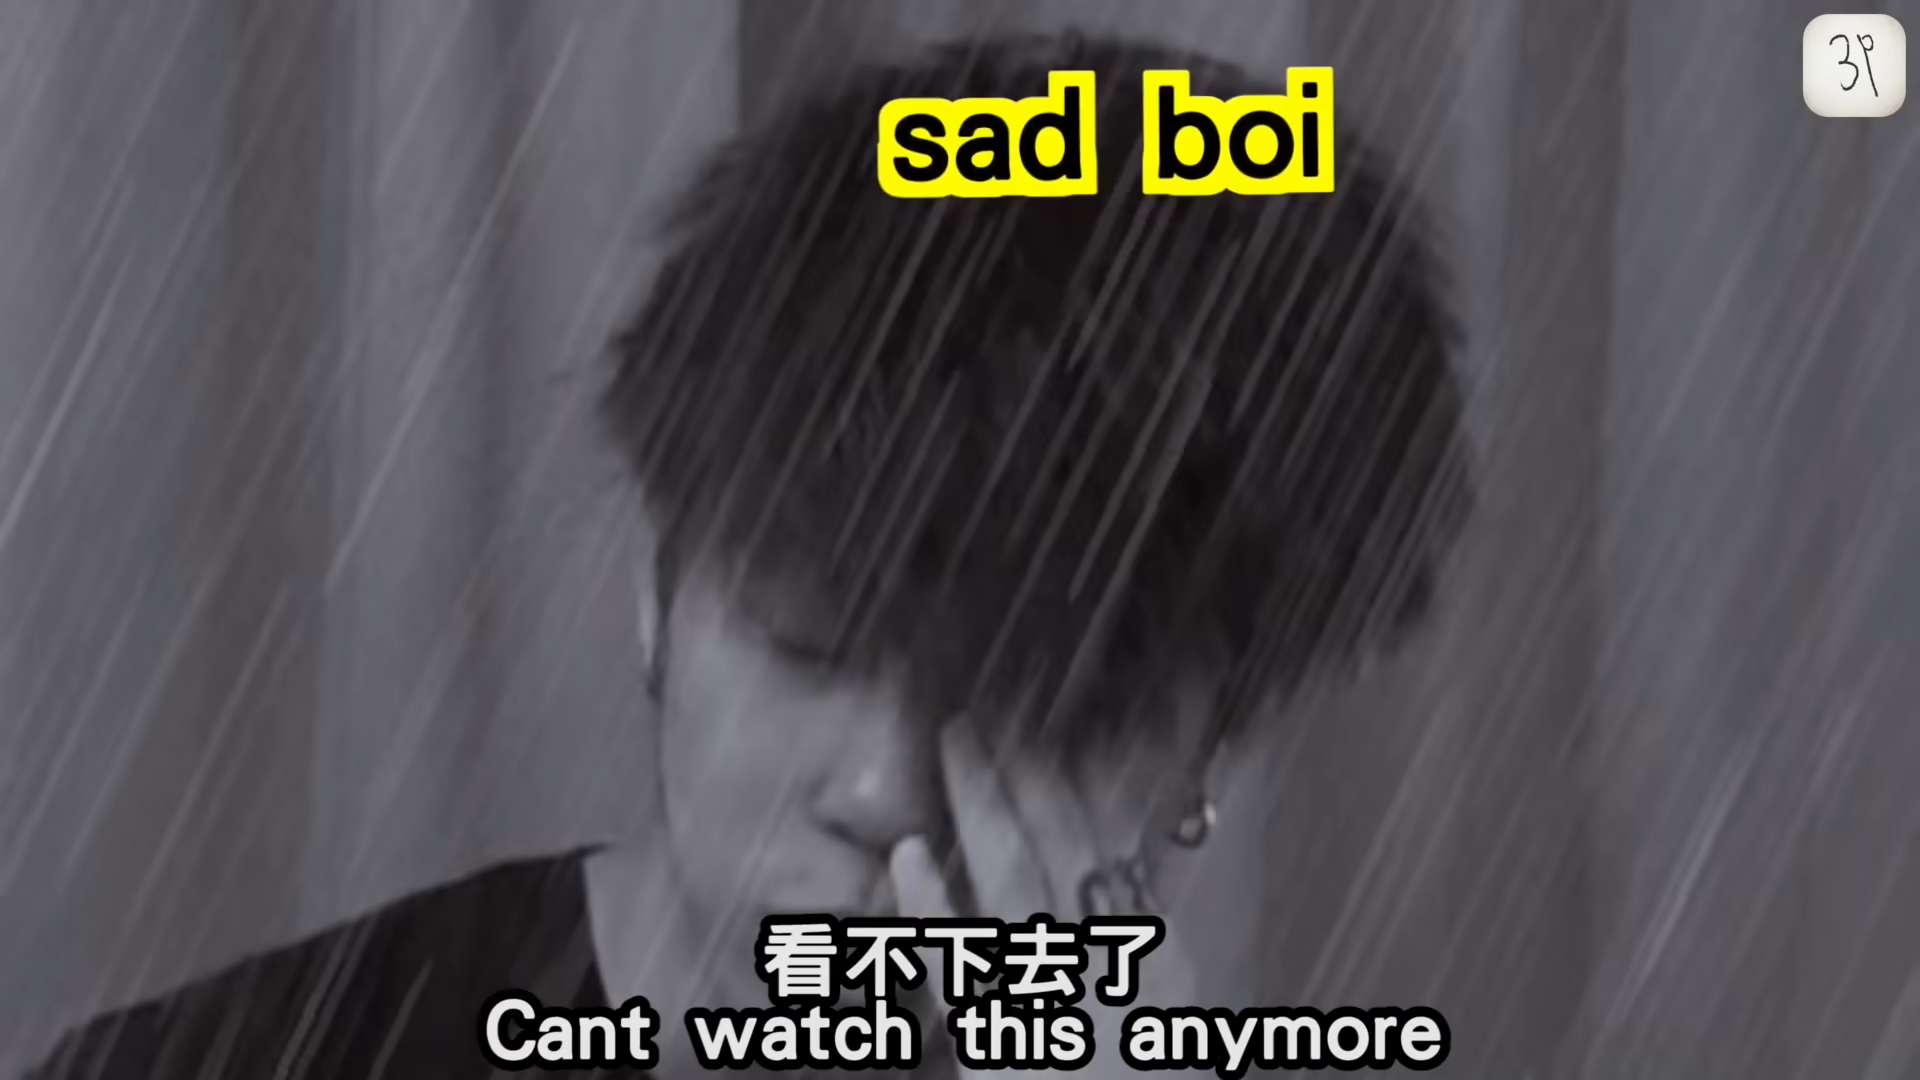 sad boi
看不下去了
Cant watch this anymore